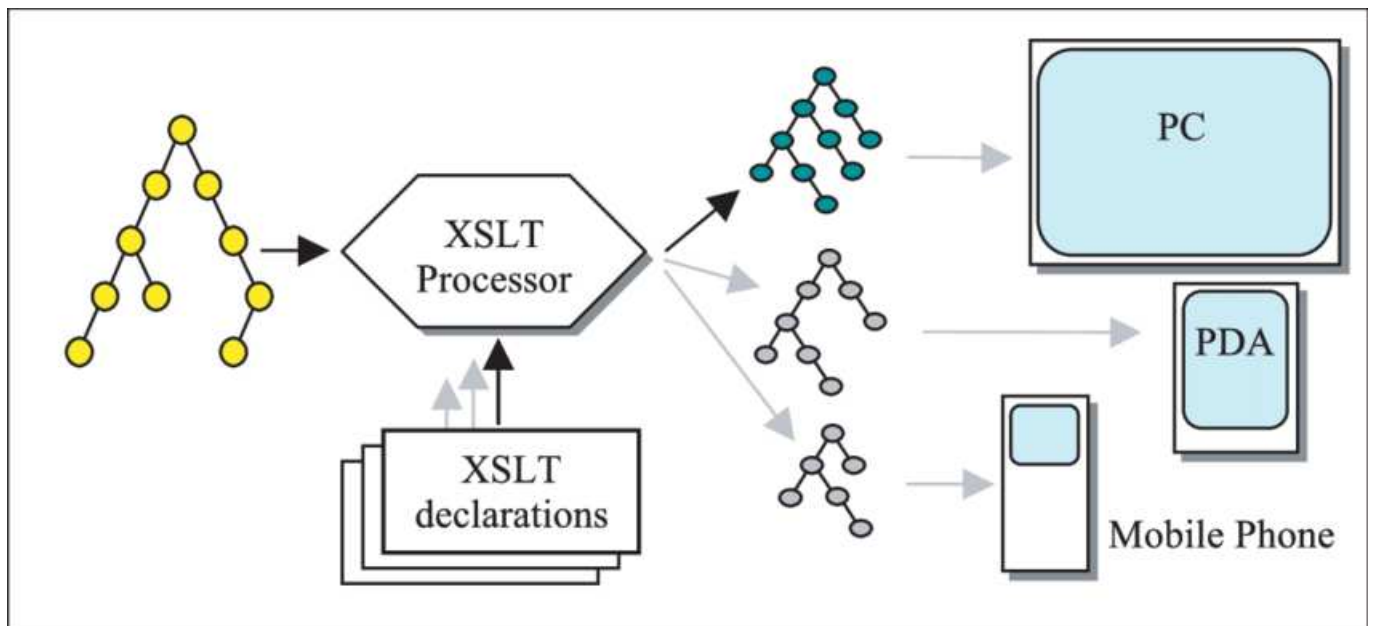 XSLT
Processor
XSLT
declarations
PC
PDA
Mobile Phone